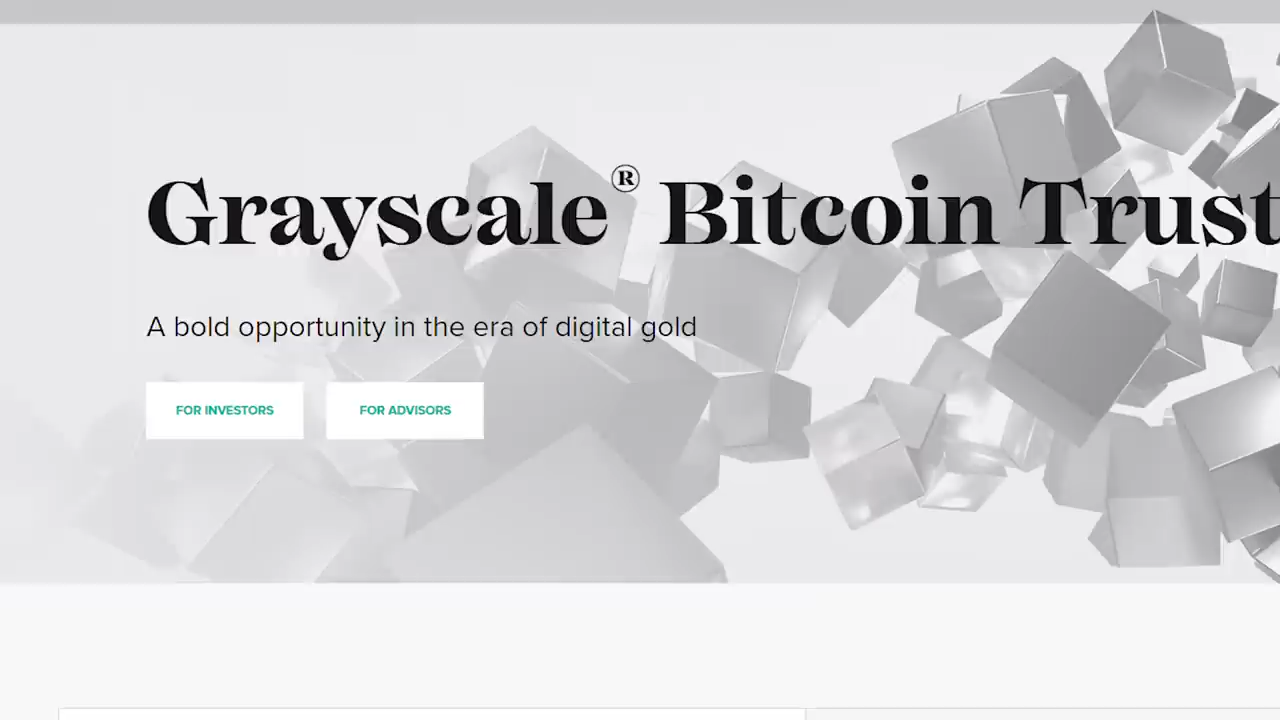 Grayscale® Bitcoin Trust
A bold opportunity in the era of digital gold
FOR INVESTORS
FOR ADVISORS